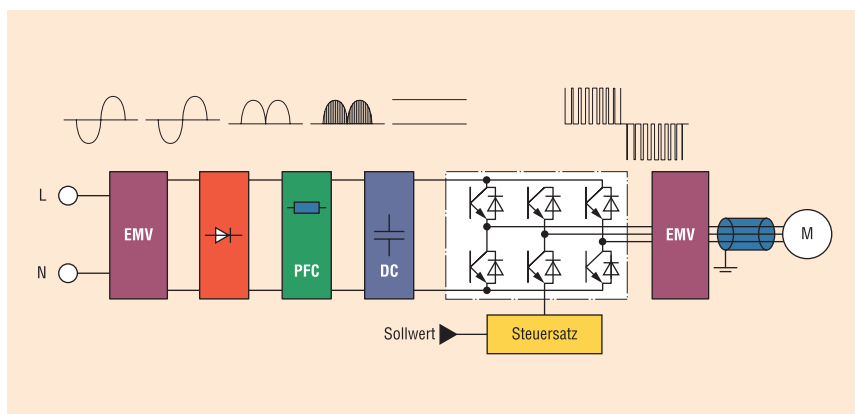 L
N
EMV
PFC
DC
EMV
M
Sollwert
Steuersatz